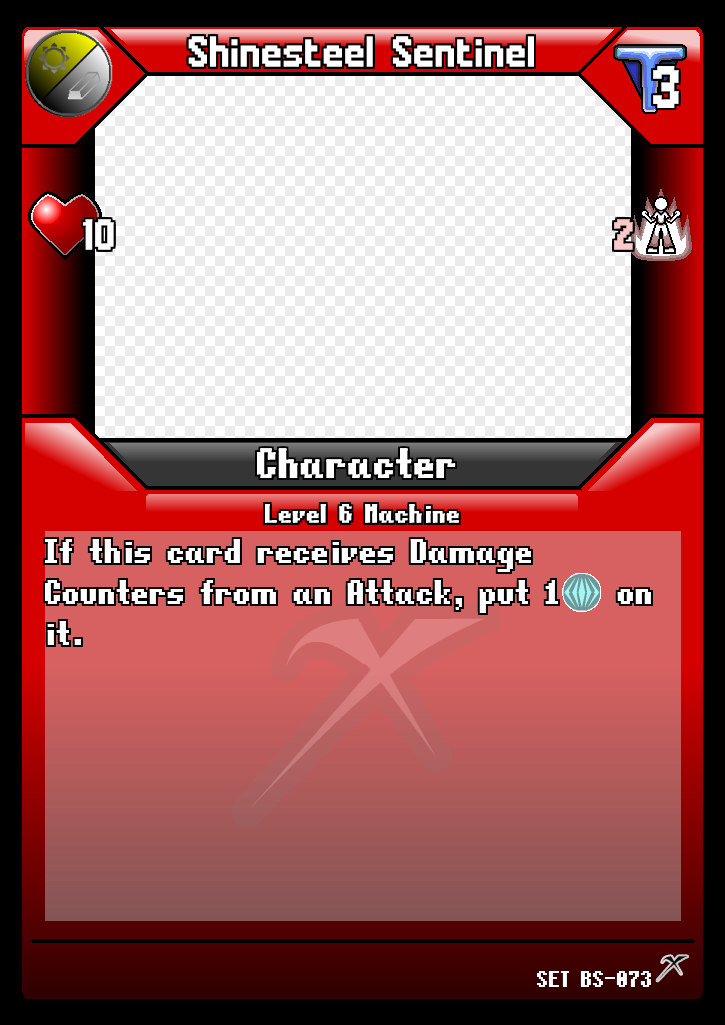 Shinesteel Sentinel
T3
10
2
Character
Level 6 Machine
If this card receives Damage
Counters from an Attack, put 1 on
it.
SET BS-073